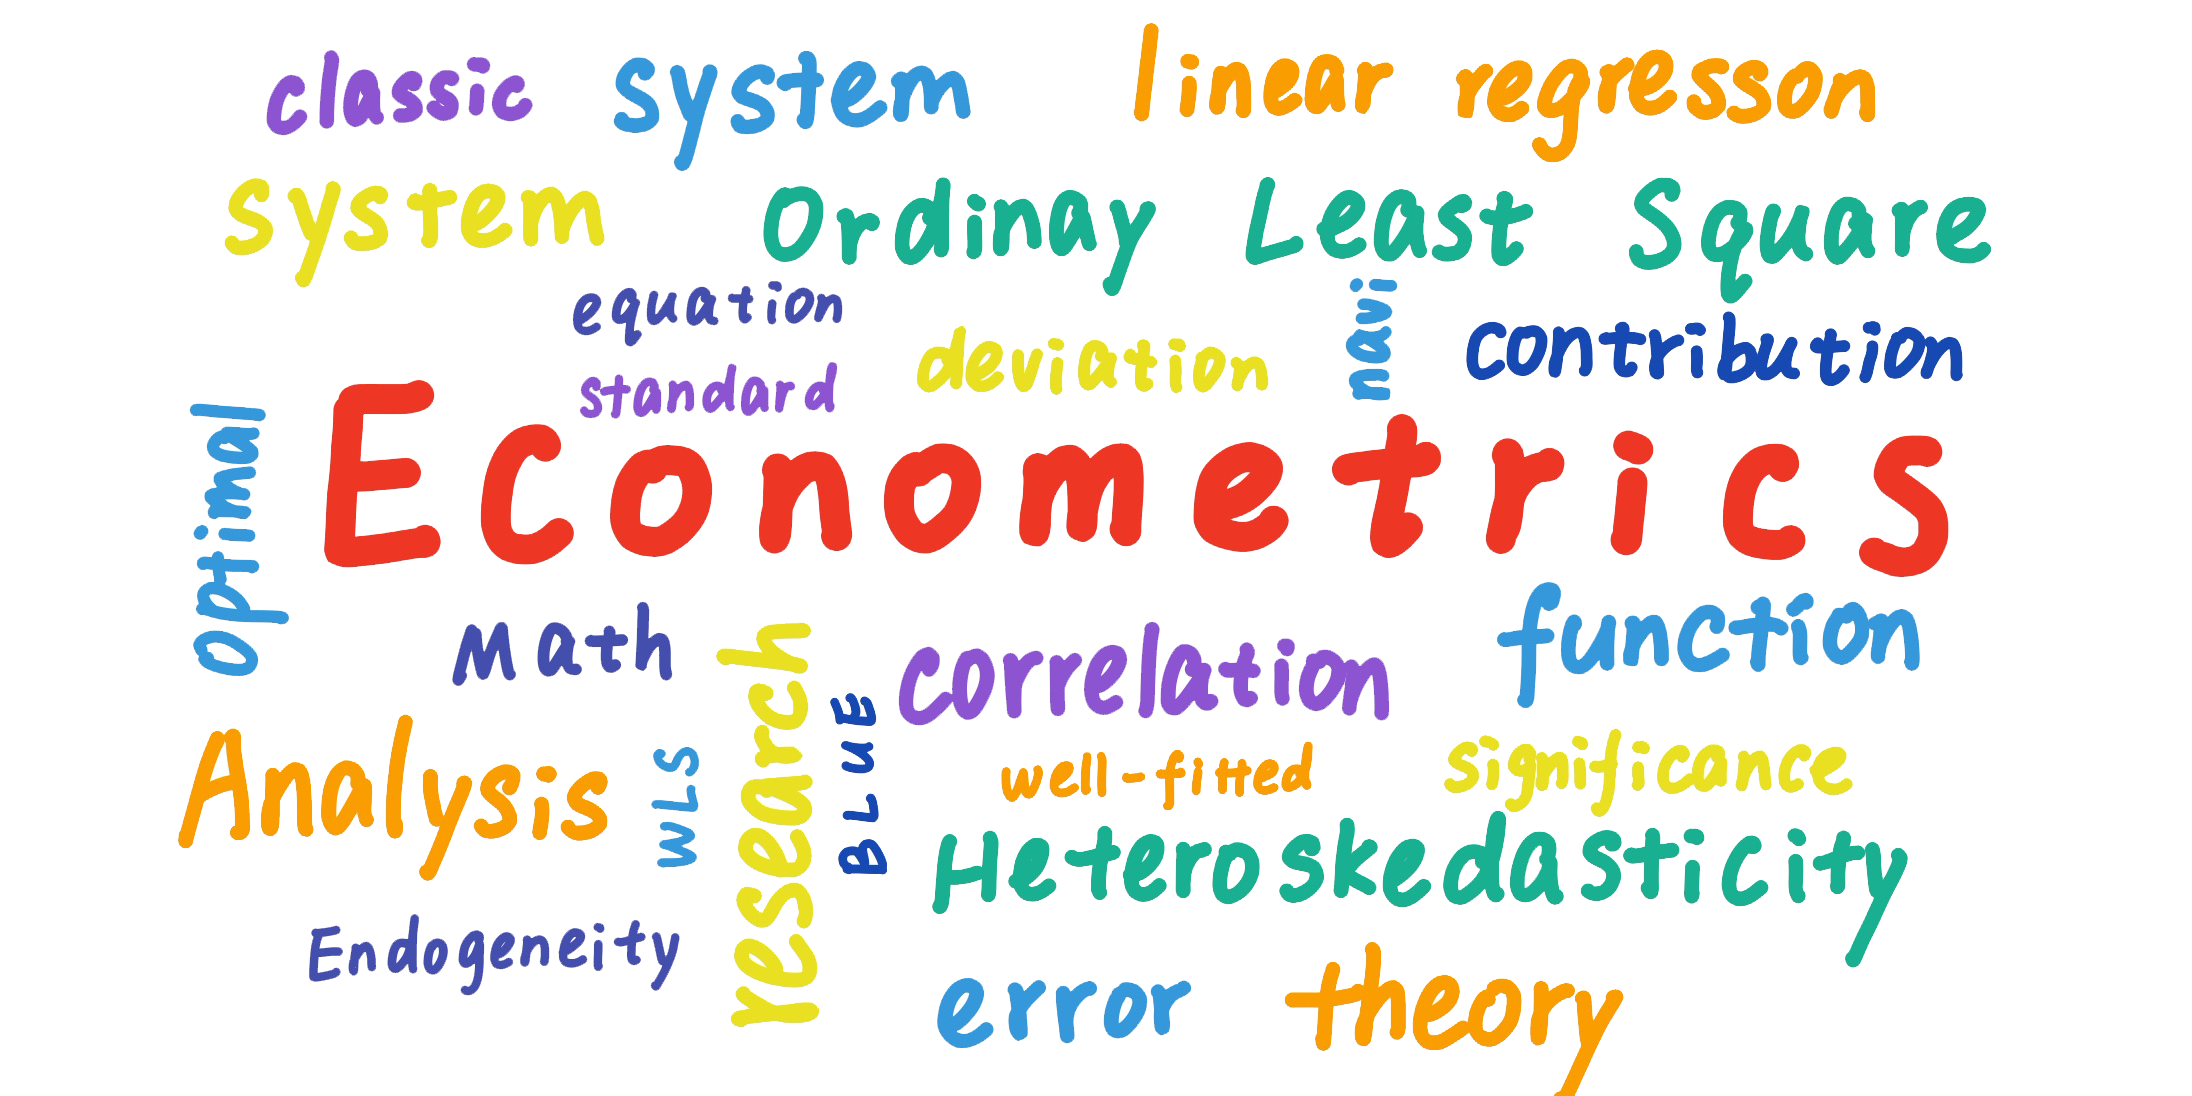 classic system linear regresson
system Ordinay Least Square
equation
navi
standard deviation contribution
optimal
Econometrics
Math correlation function
research
BLUE
Analysis WLS well-fitted significance
Heteroskedasticity
Endogeneity
error theory